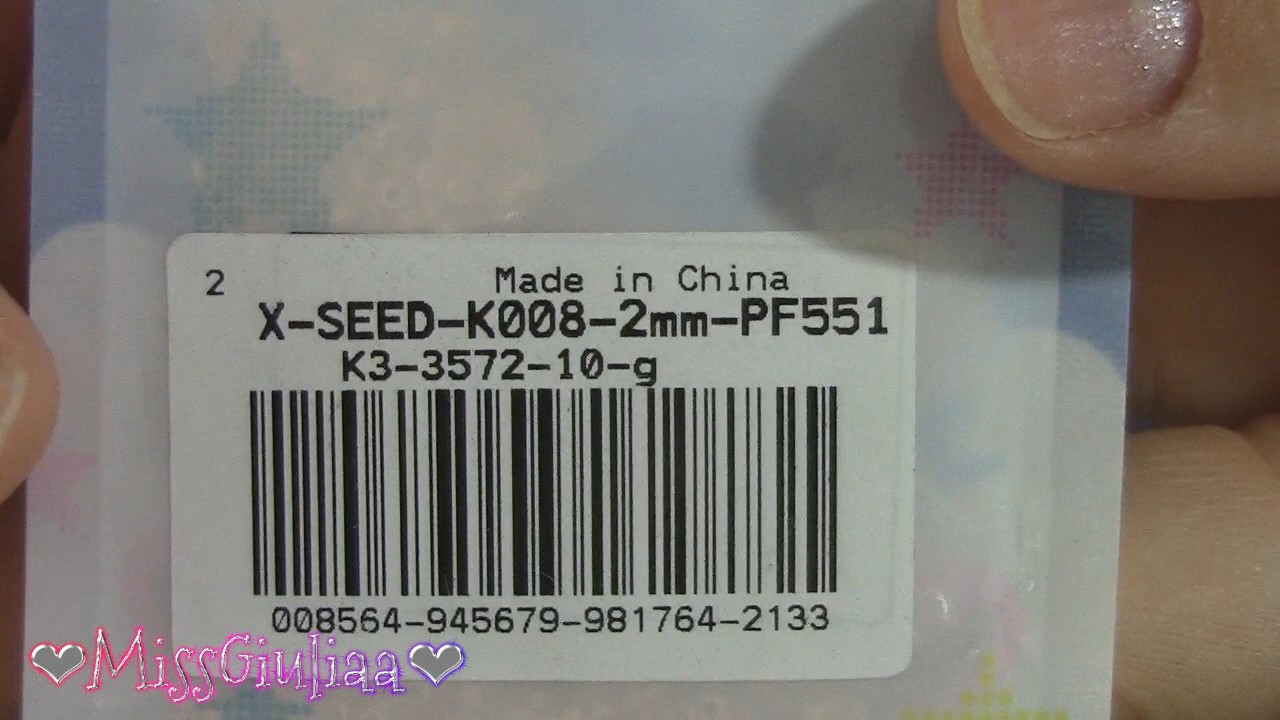 2
Made in China
X-SEED-K008-2mm-PF551
K3-3572-10-g
008564-945679-981764-2133
MissGiuliaa